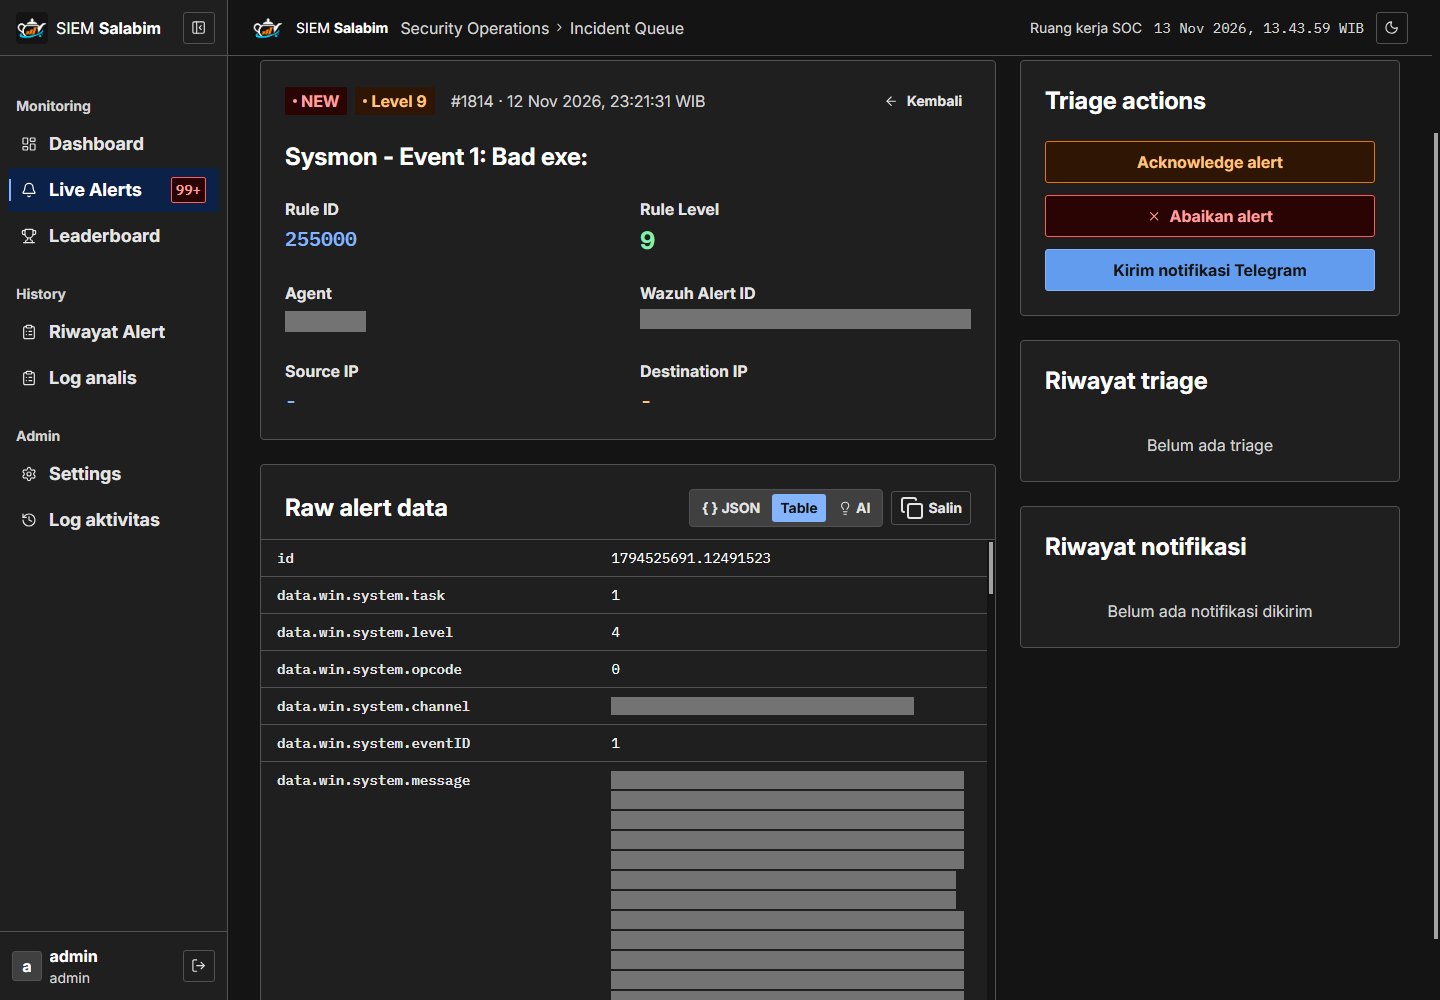 SIEM Salabim
Monitoring
Dashboard
Live Alerts 99+
Leaderboard
History
Riwayat Alert
Log analis
Admin
Settings
Log aktivitas
a
admin
admin
SIEM Salabim Security Operations › Incident Queue
Ruang kerja SOC 13 Nov 2026, 13.43.59 WIB
• NEW • Level 9 #1814 · 12 Nov 2026, 23:21:31 WIB
← Kembali
Sysmon - Event 1: Bad exe:
Rule ID
255000
Rule Level
9
Agent
Wazuh Alert ID
Source IP
-
Destination IP
-
Raw alert data
{ } JSON Table AI Salin
id 1794525691.12491523
data.win.system.task 1
data.win.system.level 4
data.win.system.opcode 0
data.win.system.channel
data.win.system.eventID 1
data.win.system.message
Triage actions
Acknowledge alert
× Abaikan alert
Kirim notifikasi Telegram
Riwayat triage
Belum ada triage
Riwayat notifikasi
Belum ada notifikasi dikirim